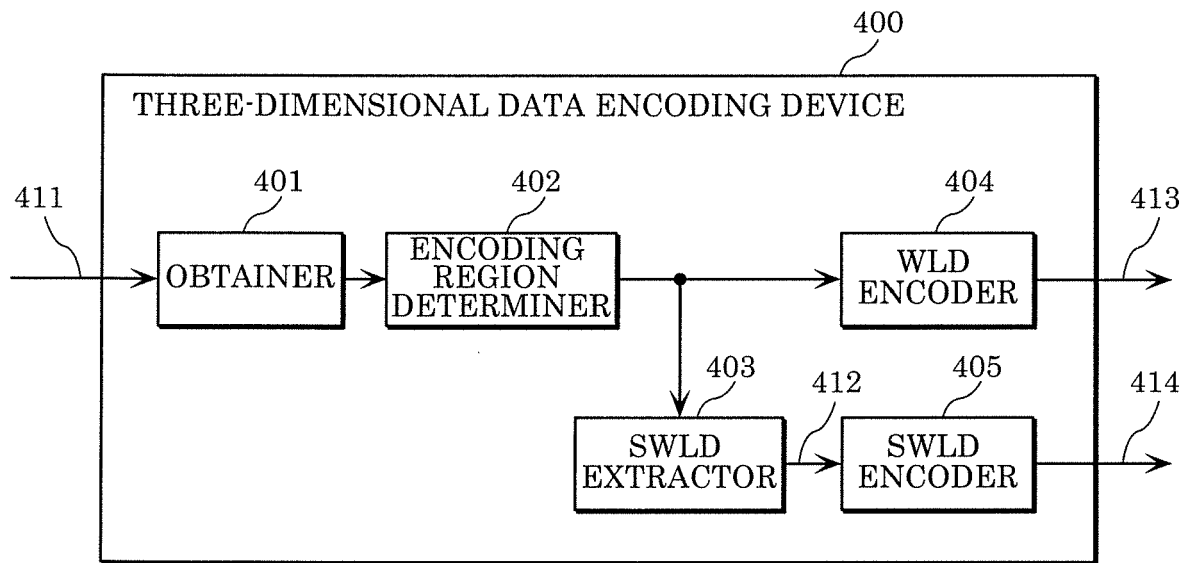 400
THREE-DIMENSIONAL DATA ENCODING DEVICE
411
401
402
404
413
OBTAINER
ENCODING
REGION
DETERMINER
WLD
ENCODER
403
412
405
414
SWLD
EXTRACTOR
SWLD
ENCODER